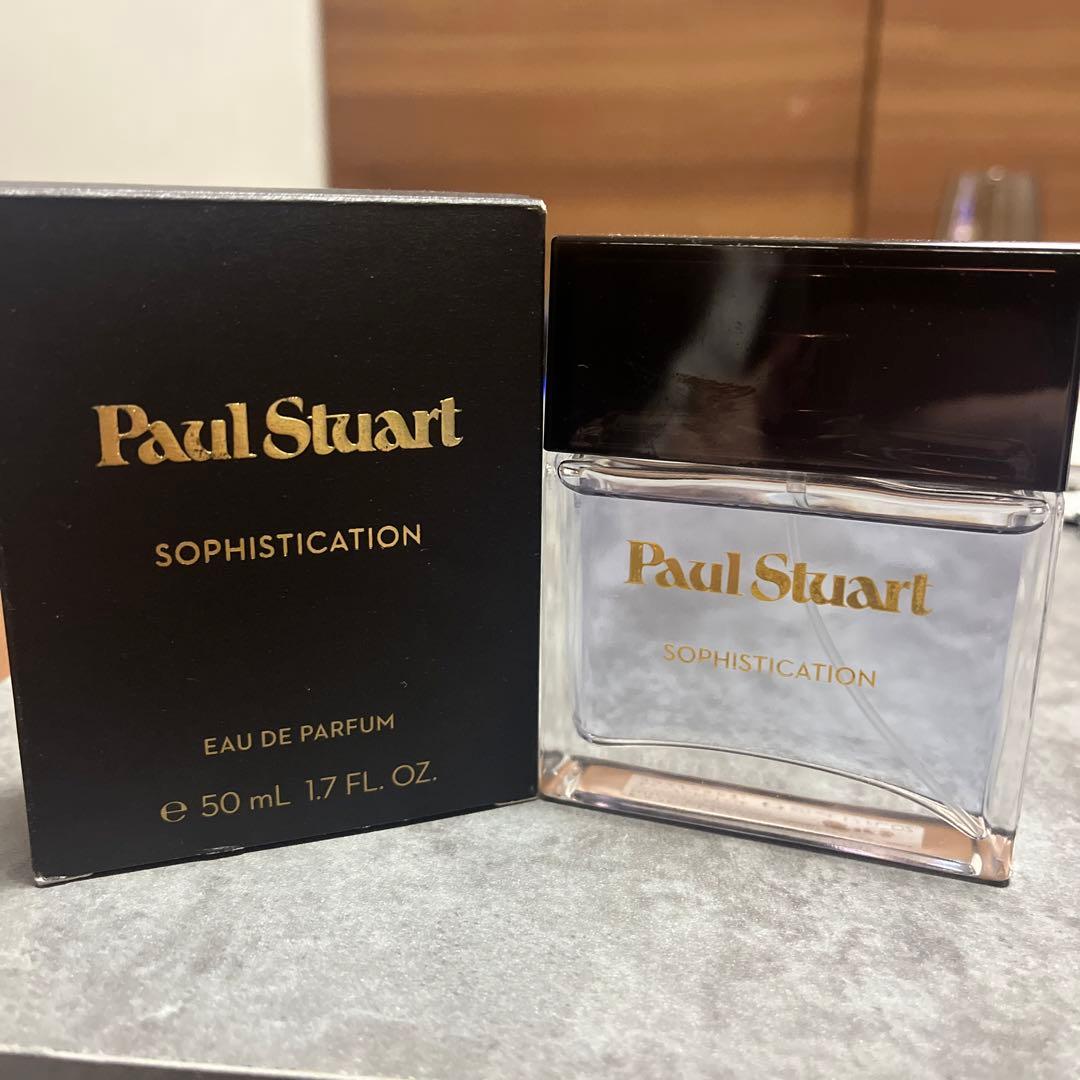 Paul Stuart
SOPHISTICATION
EAU DE PARFUM
℮ 50 mL 1.7 FL. OZ.
Paul Stuart
SOPHISTICATION